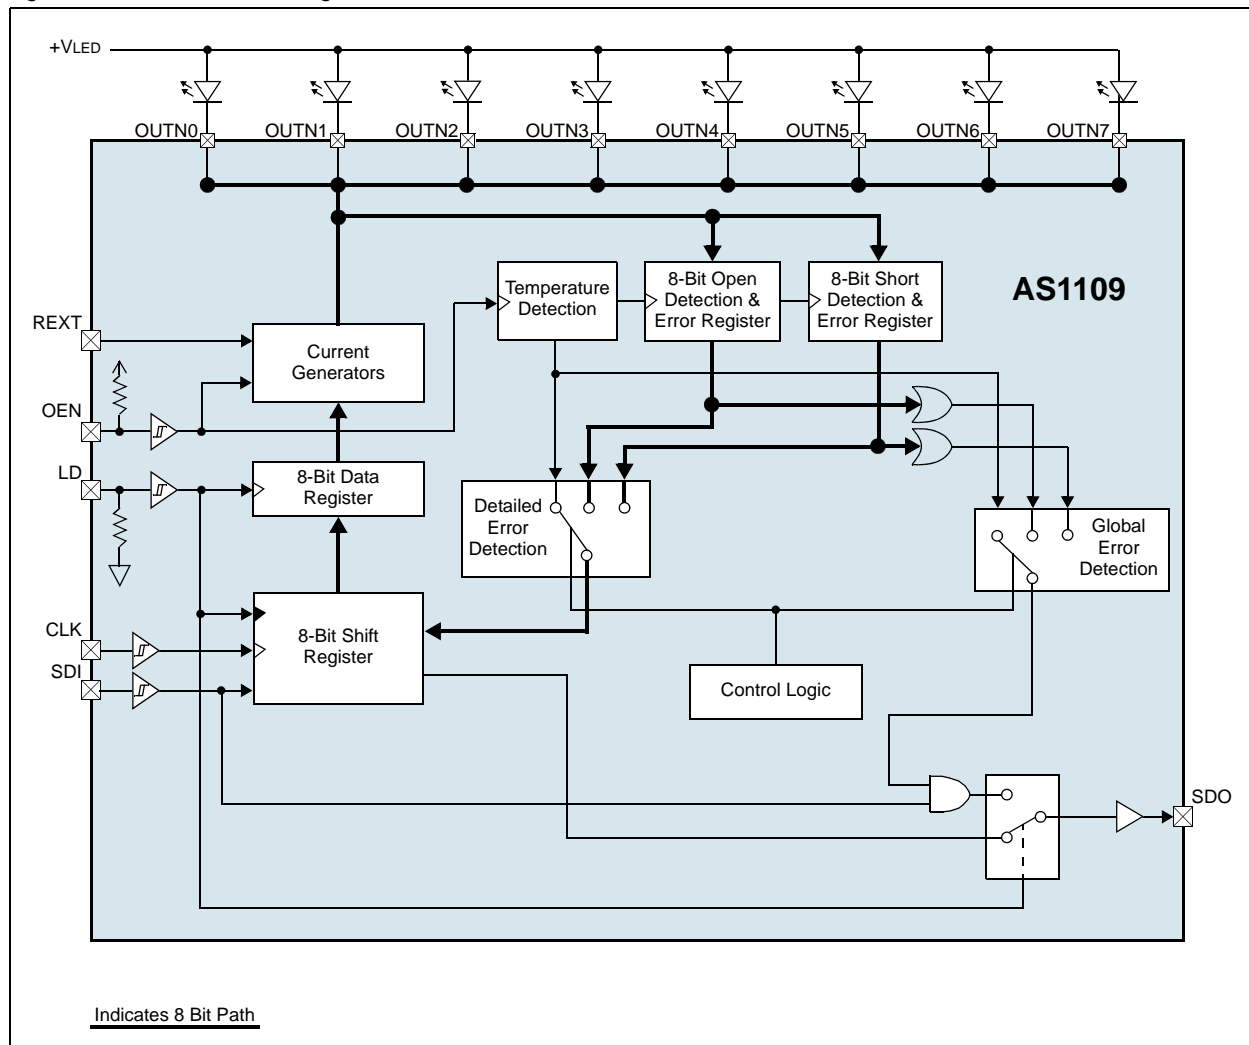 +VLED
OUTN0 OUTN1 OUTN2 OUTN3 OUTN4 OUTN5 OUTN6 OUTN7
AS1109
Temperature
Detection
8-Bit Open
Detection &
Error Register
8-Bit Short
Detection &
Error Register
REXT
Current
Generators
OEN
LD
8-Bit Data
Register
Detailed
Error
Detection
Global
Error
Detection
CLK
8-Bit Shift
Register
SDI
Control Logic
SDO
Indicates 8 Bit Path